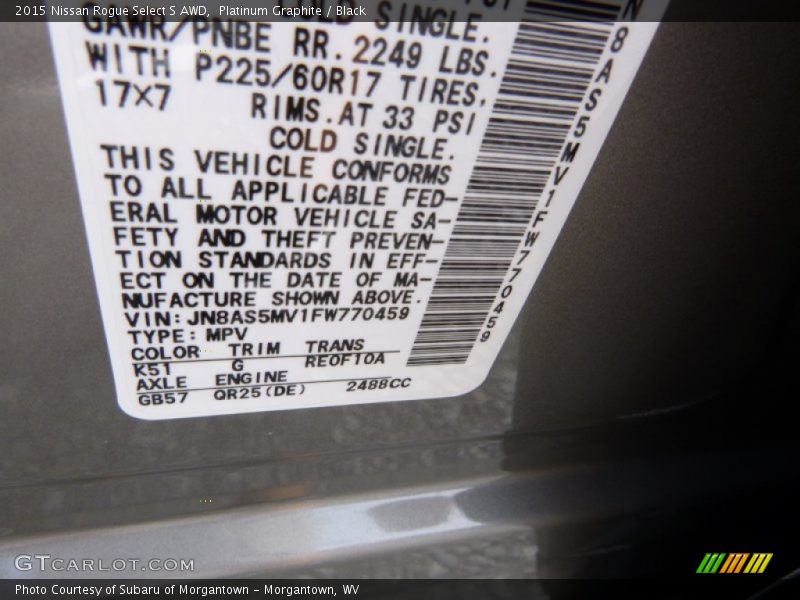 2015 Nissan Rogue Select S AWD, Platinum Graphite / Black
COLD SINGLE.
GAWR/PNBE RR. 2249 LBS.
WITH P225/60R17 TIRES,
17X7 RIMS.AT 33 PSI
COLD SINGLE.
THIS VEHICLE CONFORMS
TO ALL APPLICABLE FED-
ERAL MOTOR VEHICLE SA-
FETY AND THEFT PREVEN-
TION STANDARDS IN EFF-
ECT ON THE DATE OF MA-
NUFACTURE SHOWN ABOVE.
VIN:JN8AS5MV1FW770459
TYPE:MPV
COLOR TRIM TRANS
K51 G RE0F10A
AXLE ENGINE
GB57 QR25(DE) 2488CC
N8AS5MV1FW770459
GTCARLOT.COM
Photo Courtesy of Subaru of Morgantown - Morgantown, WV